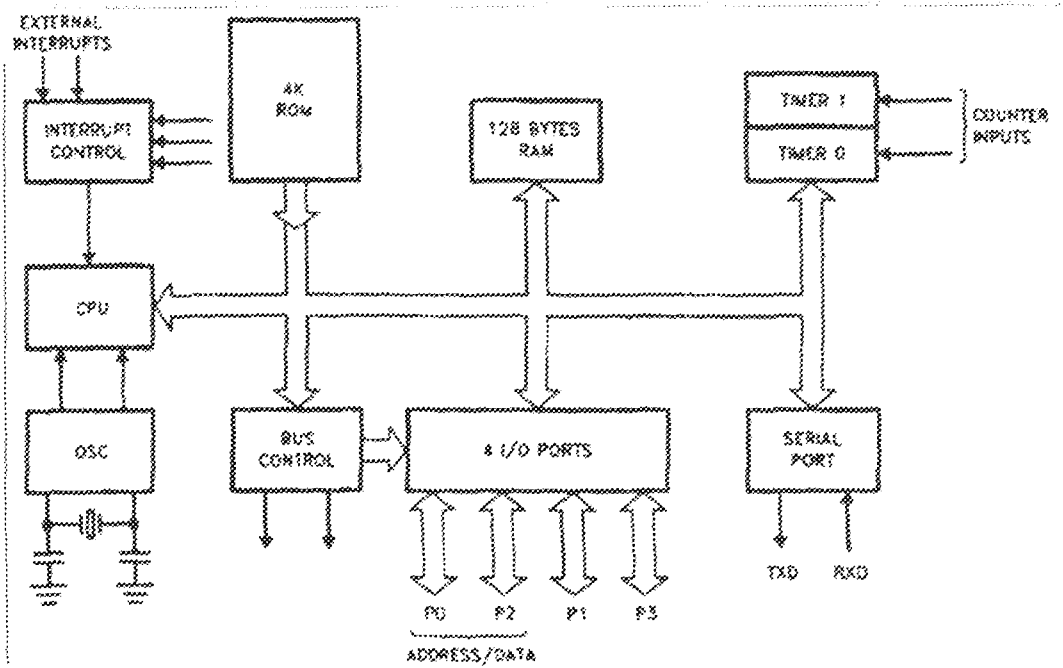 EXTERNAL
INTERRUPTS
INTERRUPT
CONTROL
4K
ROM
128 BYTES
RAM
TIMER 1
TIMER 0
COUNTER
INPUTS
CPU
OSC
BUS
CONTROL
4 I/O PORTS
SERIAL
PORT
TXD
RXD
P0
P2
P1
P3
ADDRESS/DATA